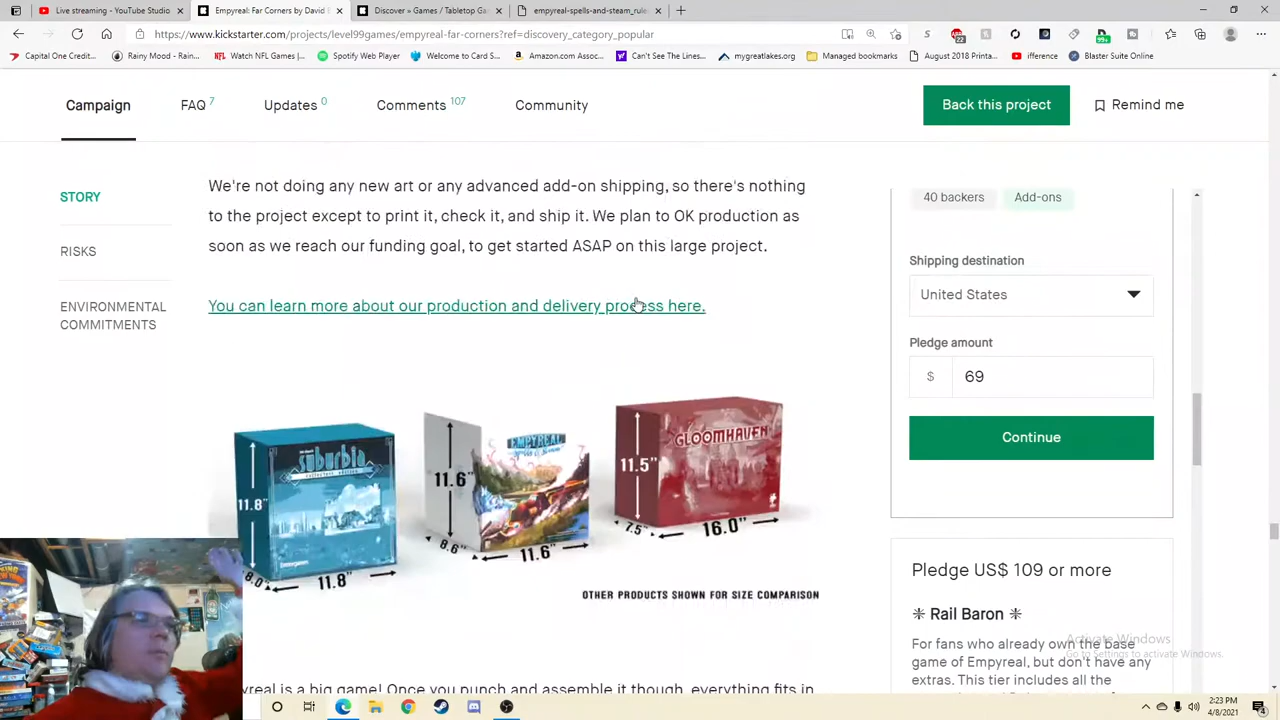 Live streaming - YouTube Studio
Empyreal: Far Corners by David
Discover » Games / Tabletop Ga
empyreal-spells-and-steam_rule
https://www.kickstarter.com/projects/level99games/empyreal-far-corners?ref=discovery_category_popular
Capital One Credit...
Rainy Mood - Rainy...
NFL Watch Games |...
Spotify Web Player...
Welcome to Steam
Amazon.com Assoc...
Can't See The Lines...
mygreatlakes.org
Managed bookmarks
August 2018 Printa...
ifference
Blaster Suite Online
Campaign
FAQ 7
Updates 0
Comments 107
Community
Back this project
Remind me
STORY
RISKS
ENVIRONMENTAL
COMMITMENTS
We're not doing any new art or any advanced add-on shipping, so there's nothing
to the project except to print it, check it, and ship it. We plan to OK production as
soon as we reach our funding goal, to get started ASAP on this large project.
You can learn more about our production and delivery process here.
suburbia
11.8"
8.0"
11.8"
EMPYREAL
11.6"
8.6"
11.6"
GLOOMHAVEN
11.5"
7.5"
16.0"
OTHER PRODUCTS SHOWN FOR SIZE COMPARISON
pyreal is a big game! Once you punch and assemble it though, everything fits in
40 backers
Add-ons
Shipping destination
United States
Pledge amount
$
69
Continue
Pledge US$ 109 or more
⁜ Rail Baron ⁜
For fans who already own the base
game of Empyreal, but don't have any
extras. This tier includes all the
Activate Windows
Go to Settings to activate Windows.
2:23 PM
4/8/2021